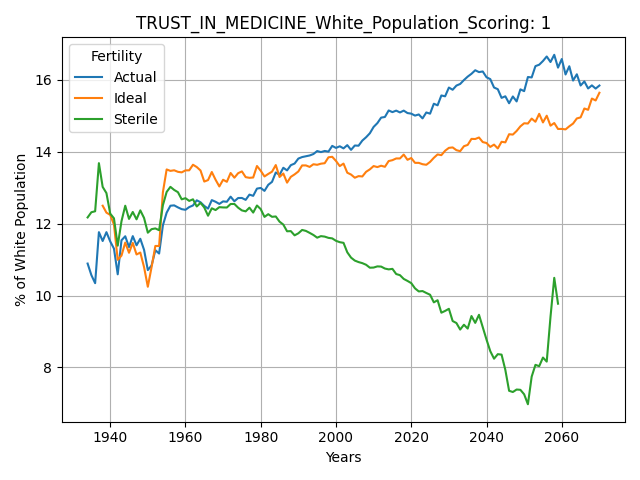 TRUST_IN_MEDICINE_White_Population_Scoring: 1
Fertility
Actual
Ideal
Sterile
% of White Population
16
14
12
10
8
1940 1960 1980 2000 2020 2040 2060
Years